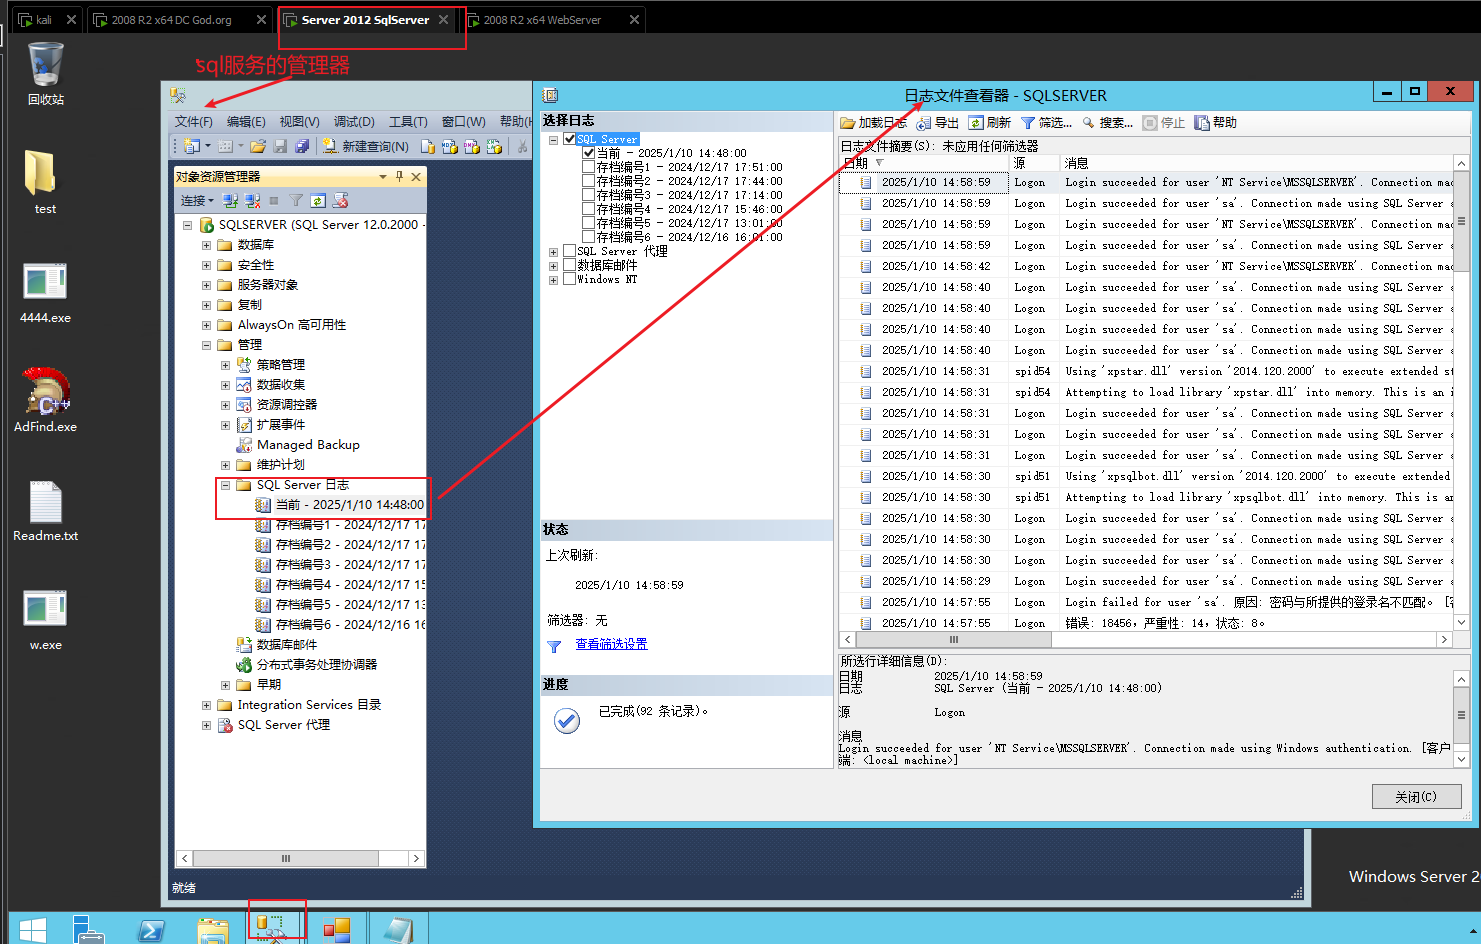 kali
2008 R2 x64 DC God.org
Server 2012 SqlServer
2008 R2 x64 WebServer
sql服务的管理器
回收站
test
4444.exe
AdFind.exe
Readme.txt
w.exe
文件(F) 编辑(E) 视图(V) 调试(D) 工具(T) 窗口(W) 帮助(H
新建查询(N)
对象资源管理器
连接
SQLSERVER (SQL Server 12.0.2000 -
数据库
安全性
服务器对象
复制
AlwaysOn 高可用性
管理
策略管理
数据收集
资源调控器
扩展事件
Managed Backup
维护计划
SQL Server 日志
当前 - 2025/1/10 14:48:00
存档编号1 - 2024/12/17 17
存档编号2 - 2024/12/17 17
存档编号3 - 2024/12/17 17
存档编号4 - 2024/12/17 15
存档编号5 - 2024/12/17 13
存档编号6 - 2024/12/16 16
数据库邮件
分布式事务处理协调器
早期
Integration Services 目录
SQL Server 代理
就绪
日志文件查看器 - SQLSERVER
选择日志
SQL Server
当前 - 2025/1/10 14:48:00
存档编号1 - 2024/12/17 17:51:00
存档编号2 - 2024/12/17 17:44:00
存档编号3 - 2024/12/17 17:14:00
存档编号4 - 2024/12/17 15:46:00
存档编号5 - 2024/12/17 13:01:00
存档编号6 - 2024/12/16 16:01:00
SQL Server 代理
数据库邮件
Windows NT
状态
上次刷新:
2025/1/10 14:58:59
筛选器: 无
查看筛选设置
进度
已完成(92 条记录)。
加载日志 导出 刷新 筛选... 搜索... 停止 帮助
日志文件摘要(S): 未应用任何筛选器
日期 源 消息
2025/1/10 14:58:59 Logon Login succeeded for user 'NT Service\MSSQLSERVER'. Connection mad
2025/1/10 14:58:59 Logon Login succeeded for user 'sa'. Connection made using SQL Server a
2025/1/10 14:58:59 Logon Login succeeded for user 'NT Service\MSSQLSERVER'. Connection mad
2025/1/10 14:58:59 Logon Login succeeded for user 'sa'. Connection made using SQL Server a
2025/1/10 14:58:42 Logon Login succeeded for user 'NT Service\MSSQLSERVER'. Connection mad
2025/1/10 14:58:40 Logon Login succeeded for user 'sa'. Connection made using SQL Server a
2025/1/10 14:58:40 Logon Login succeeded for user 'sa'. Connection made using SQL Server a
2025/1/10 14:58:40 Logon Login succeeded for user 'sa'. Connection made using SQL Server a
2025/1/10 14:58:40 Logon Login succeeded for user 'sa'. Connection made using SQL Server a
2025/1/10 14:58:31 spid54 Using 'xpstar.dll' version '2014.120.2000' to execute extended st
2025/1/10 14:58:31 spid54 Attempting to load library 'xpstar.dll' into memory. This is an i
2025/1/10 14:58:31 Logon Login succeeded for user 'sa'. Connection made using SQL Server a
2025/1/10 14:58:31 Logon Login succeeded for user 'sa'. Connection made using SQL Server a
2025/1/10 14:58:31 Logon Login succeeded for user 'sa'. Connection made using SQL Server a
2025/1/10 14:58:30 spid51 Using 'xpsqlbot.dll' version '2014.120.2000' to execute extended
2025/1/10 14:58:30 spid51 Attempting to load library 'xpsqlbot.dll' into memory. This is an
2025/1/10 14:58:30 Logon Login succeeded for user 'sa'. Connection made using SQL Server a
2025/1/10 14:58:30 Logon Login succeeded for user 'sa'. Connection made using SQL Server a
2025/1/10 14:58:30 Logon Login succeeded for user 'sa'. Connection made using SQL Server a
2025/1/10 14:58:29 Logon Login succeeded for user 'sa'. Connection made using SQL Server a
2025/1/10 14:57:55 Logon Login failed for user 'sa'. 原因: 密码与所提供的登录名不匹配。 [客
2025/1/10 14:57:55 Logon 错误: 18456，严重性: 14，状态: 8。
所选行详细信息(D):
日期 2025/1/10 14:58:59
日志 SQL Server (当前 - 2025/1/10 14:48:00)
源 Logon
消息
Login succeeded for user 'NT Service\MSSQLSERVER'. Connection made using Windows authentication. [客户
端: <local machine>]
关闭(C)
Windows Server 2